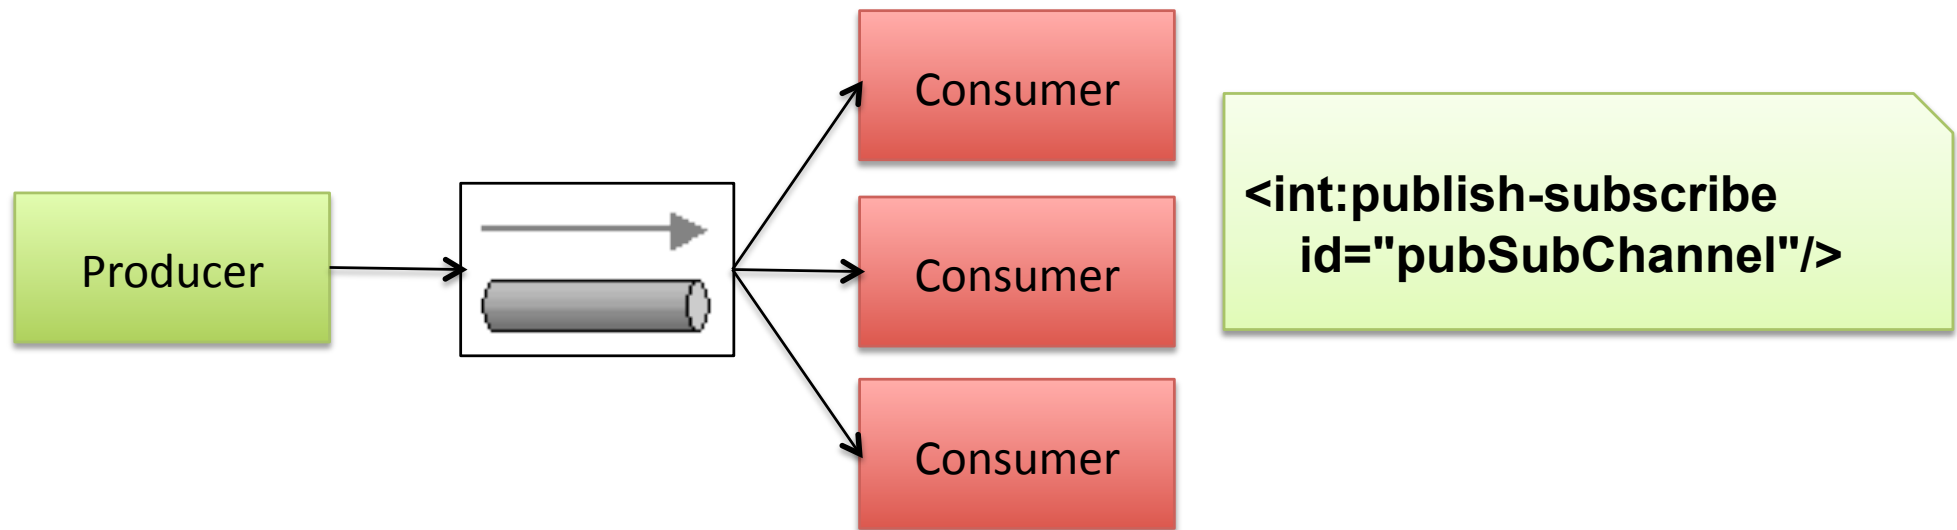 Producer
Consumer
Consumer
Consumer
<int:publish-subscribe
id="pubSubChannel"/>